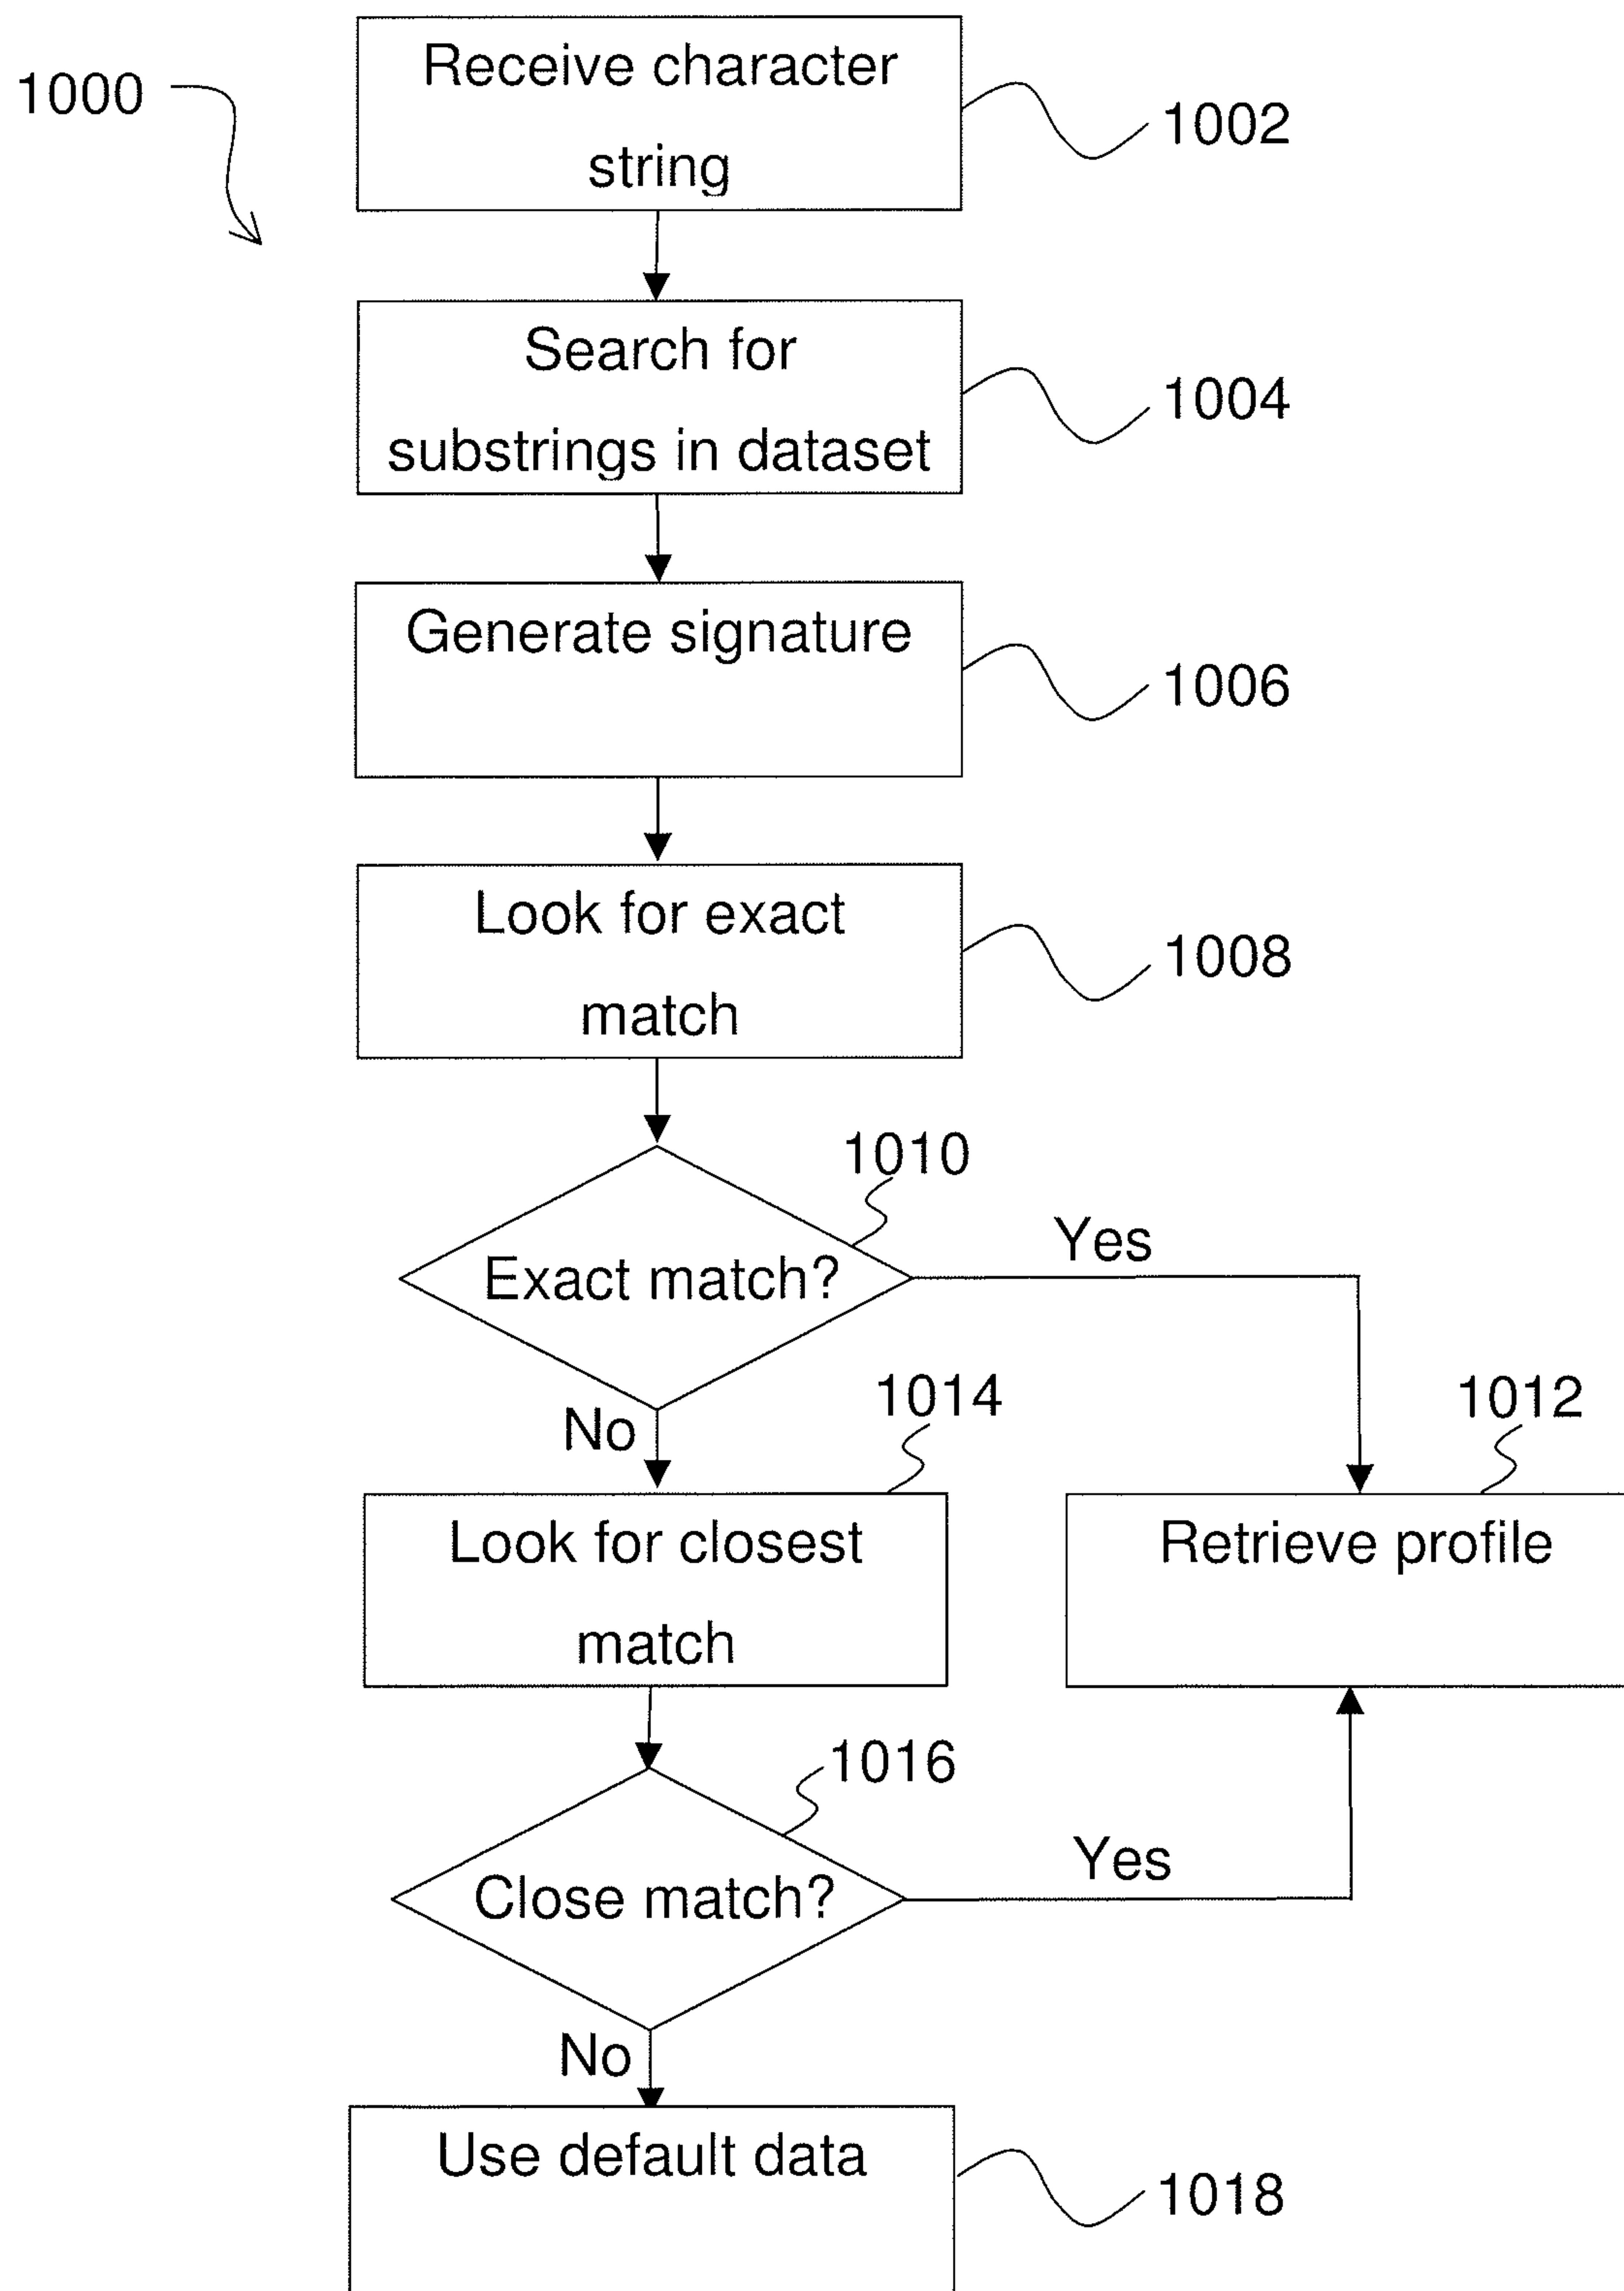 1000
Receive character
string
1002
Search for
substrings in dataset
1004
Generate signature
1006
Look for exact
match
1008
1010
Exact match?
Yes
No
1014
1012
Look for closest
match
Retrieve profile
1016
Close match?
Yes
No
Use default data
1018